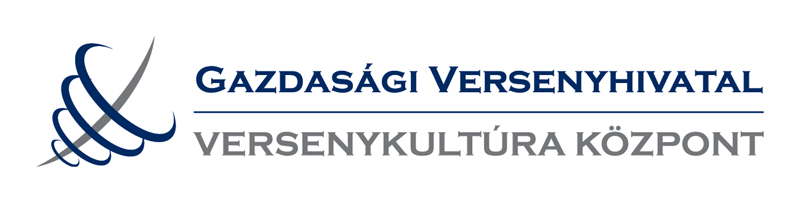 GAZDASÁGI VERSENYHIVATAL
VERSENYKULTÚRA KÖZPONT